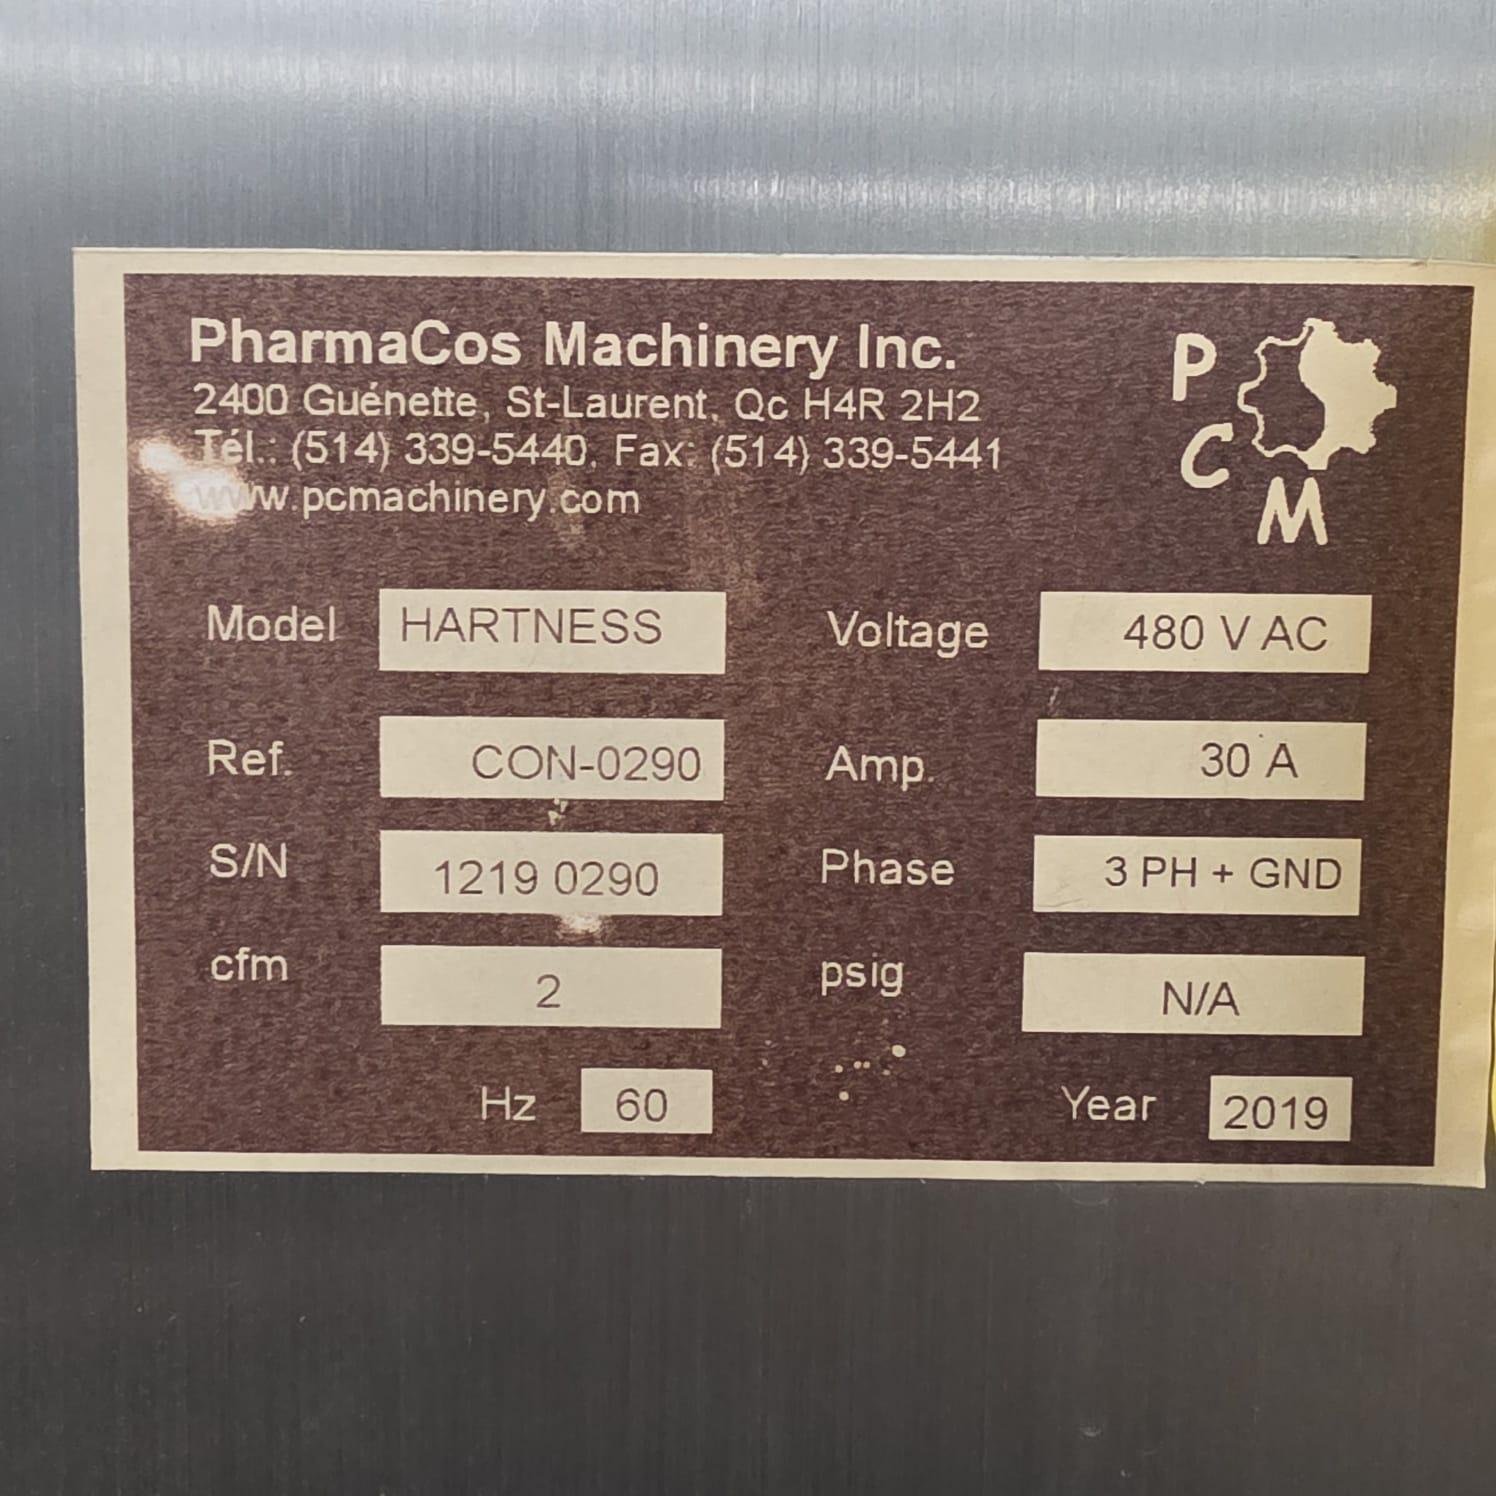 PharmaCos Machinery Inc.
2400 Guénette, St-Laurent, Qc H4R 2H2
Tél.: (514) 339-5440, Fax: (514) 339-5441
www.pcmachinery.com
P
C
M
Model HARTNESS Voltage 480 V AC
Ref. CON-0290 Amp. 30 A
S/N 1219 0290 Phase 3 PH + GND
cfm 2 psig N/A
Hz 60 Year 2019